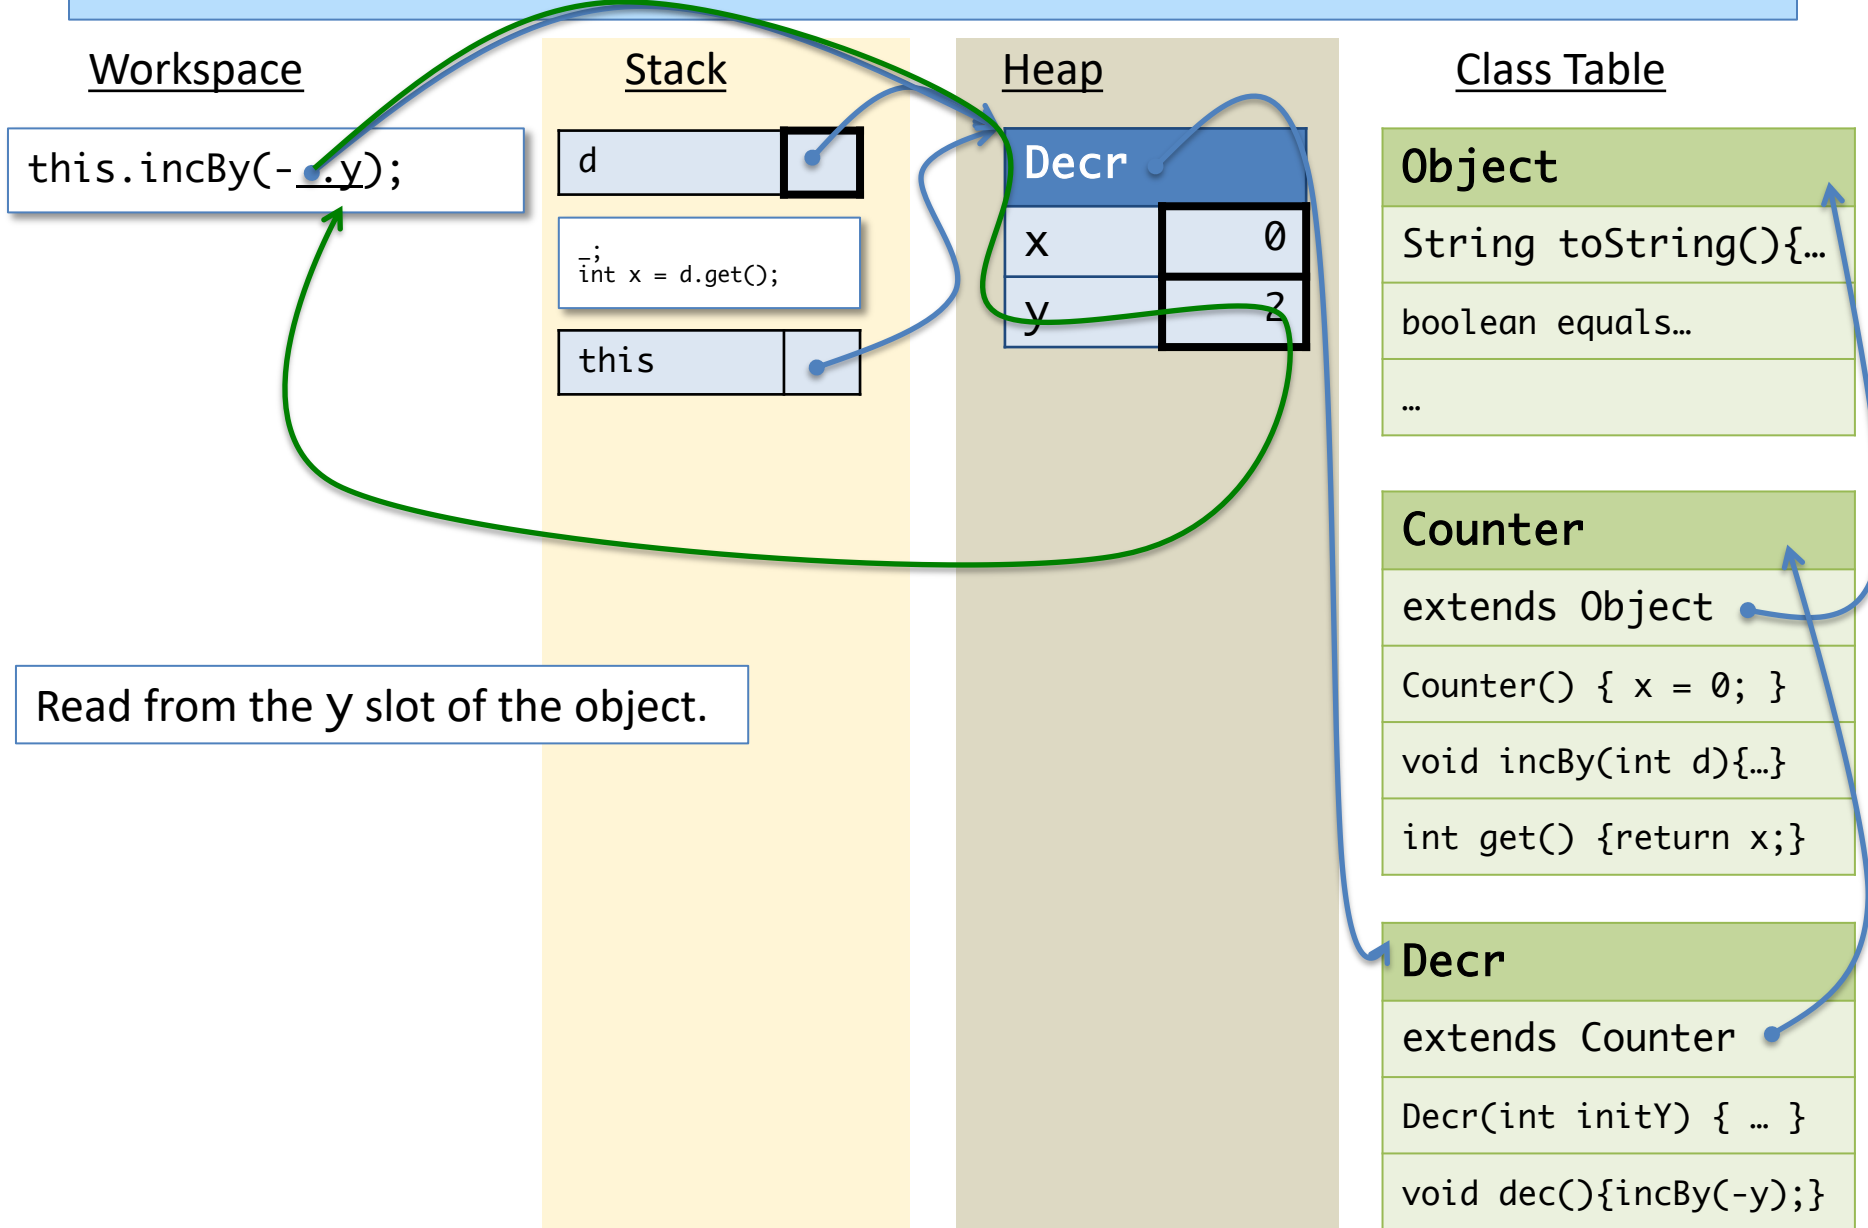 Workspace
this.incBy(- .y);
Read from the y slot of the object.
Stack
d
_;
int x = d.get();
this
Heap
Decr
x 0
y 2
Class Table
Object
String toString(){…
boolean equals…
…
Counter
extends Object
Counter() { x = 0; }
void incBy(int d){…}
int get() {return x;}
Decr
extends Counter
Decr(int initY) { … }
void dec(){incBy(-y);}